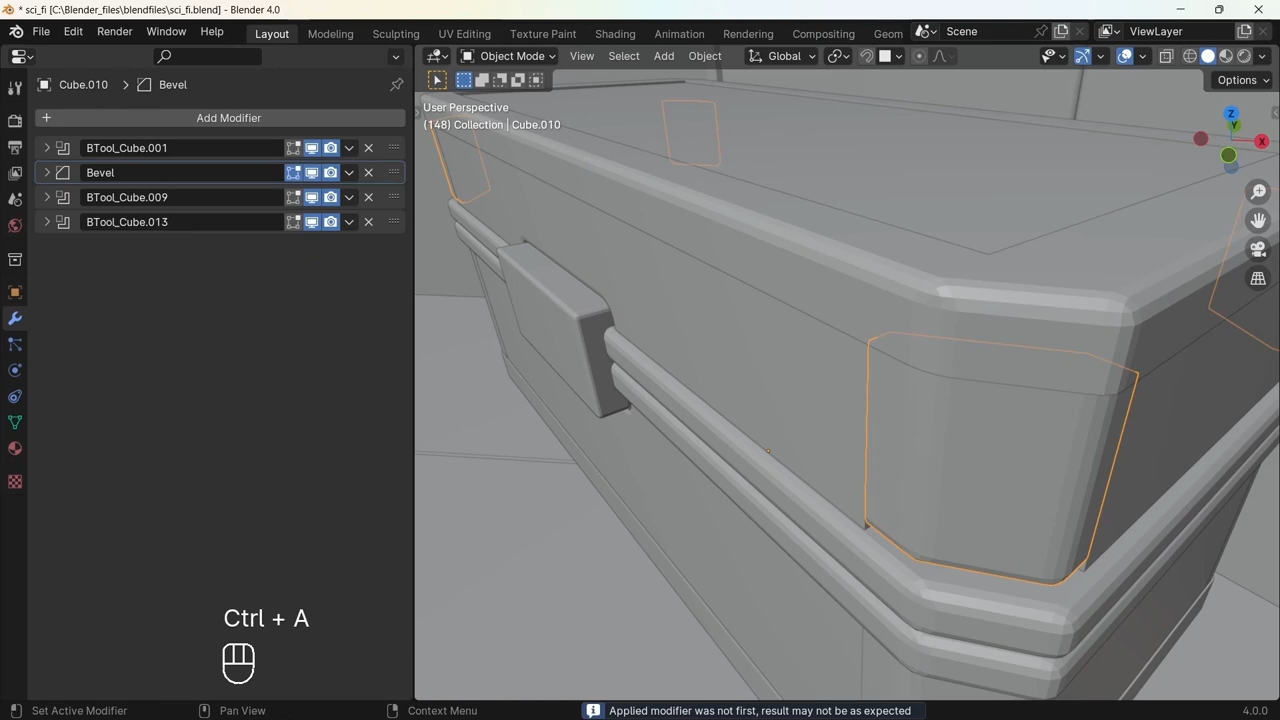 * sci_fi [C:\Blender_files\blendfiles\sci_fi.blend] - Blender 4.0
File Edit Render Window Help Layout Modeling Sculpting UV Editing Texture Paint Shading Animation Rendering Compositing Geom Scene ViewLayer
Object Mode View Select Add Object Global
Options
Cube.010 > Bevel
User Perspective
(148) Collection | Cube.010
Add Modifier
BTool_Cube.001
Bevel
BTool_Cube.009
BTool_Cube.013
Z
Y
X
Ctrl + A
Set Active Modifier Pan View Context Menu Applied modifier was not first, result may not be as expected 4.0.0